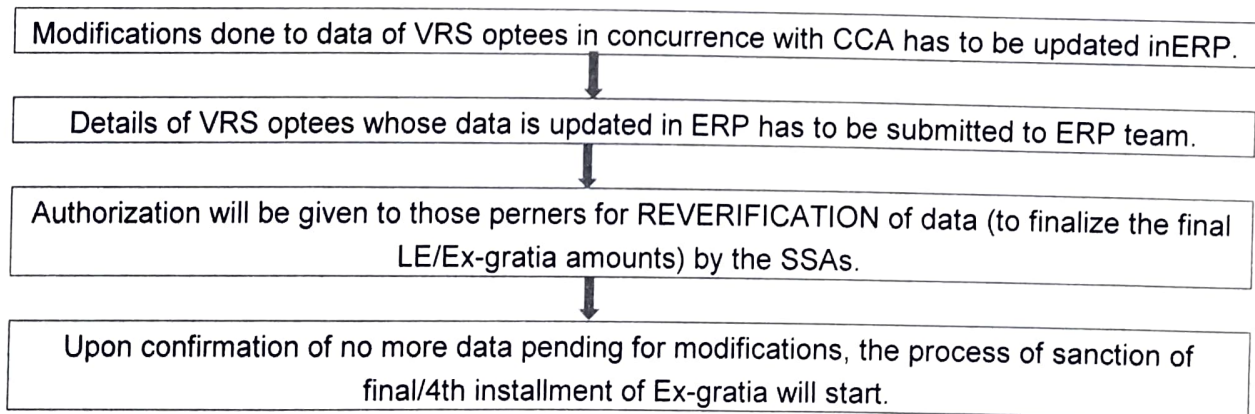 Modifications done to data of VRS optees in concurrence with CCA has to be updated inERP.
Details of VRS optees whose data is updated in ERP has to be submitted to ERP team.
Authorization will be given to those perners for REVERIFICATION of data (to finalize the final
LE/Ex-gratia amounts) by the SSAs.
Upon confirmation of no more data pending for modifications, the process of sanction of
final/4th installment of Ex-gratia will start.